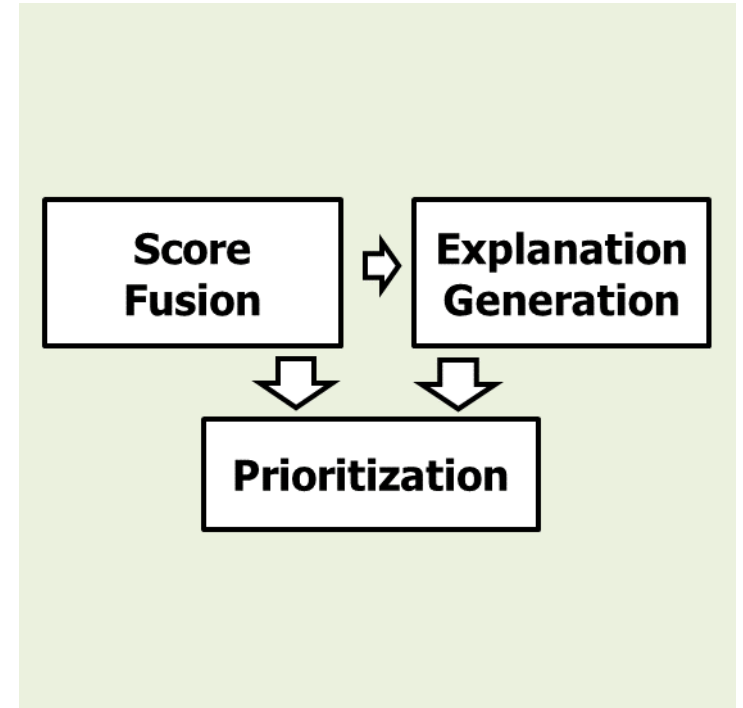 Score
Fusion
Explanation
Generation
Prioritization